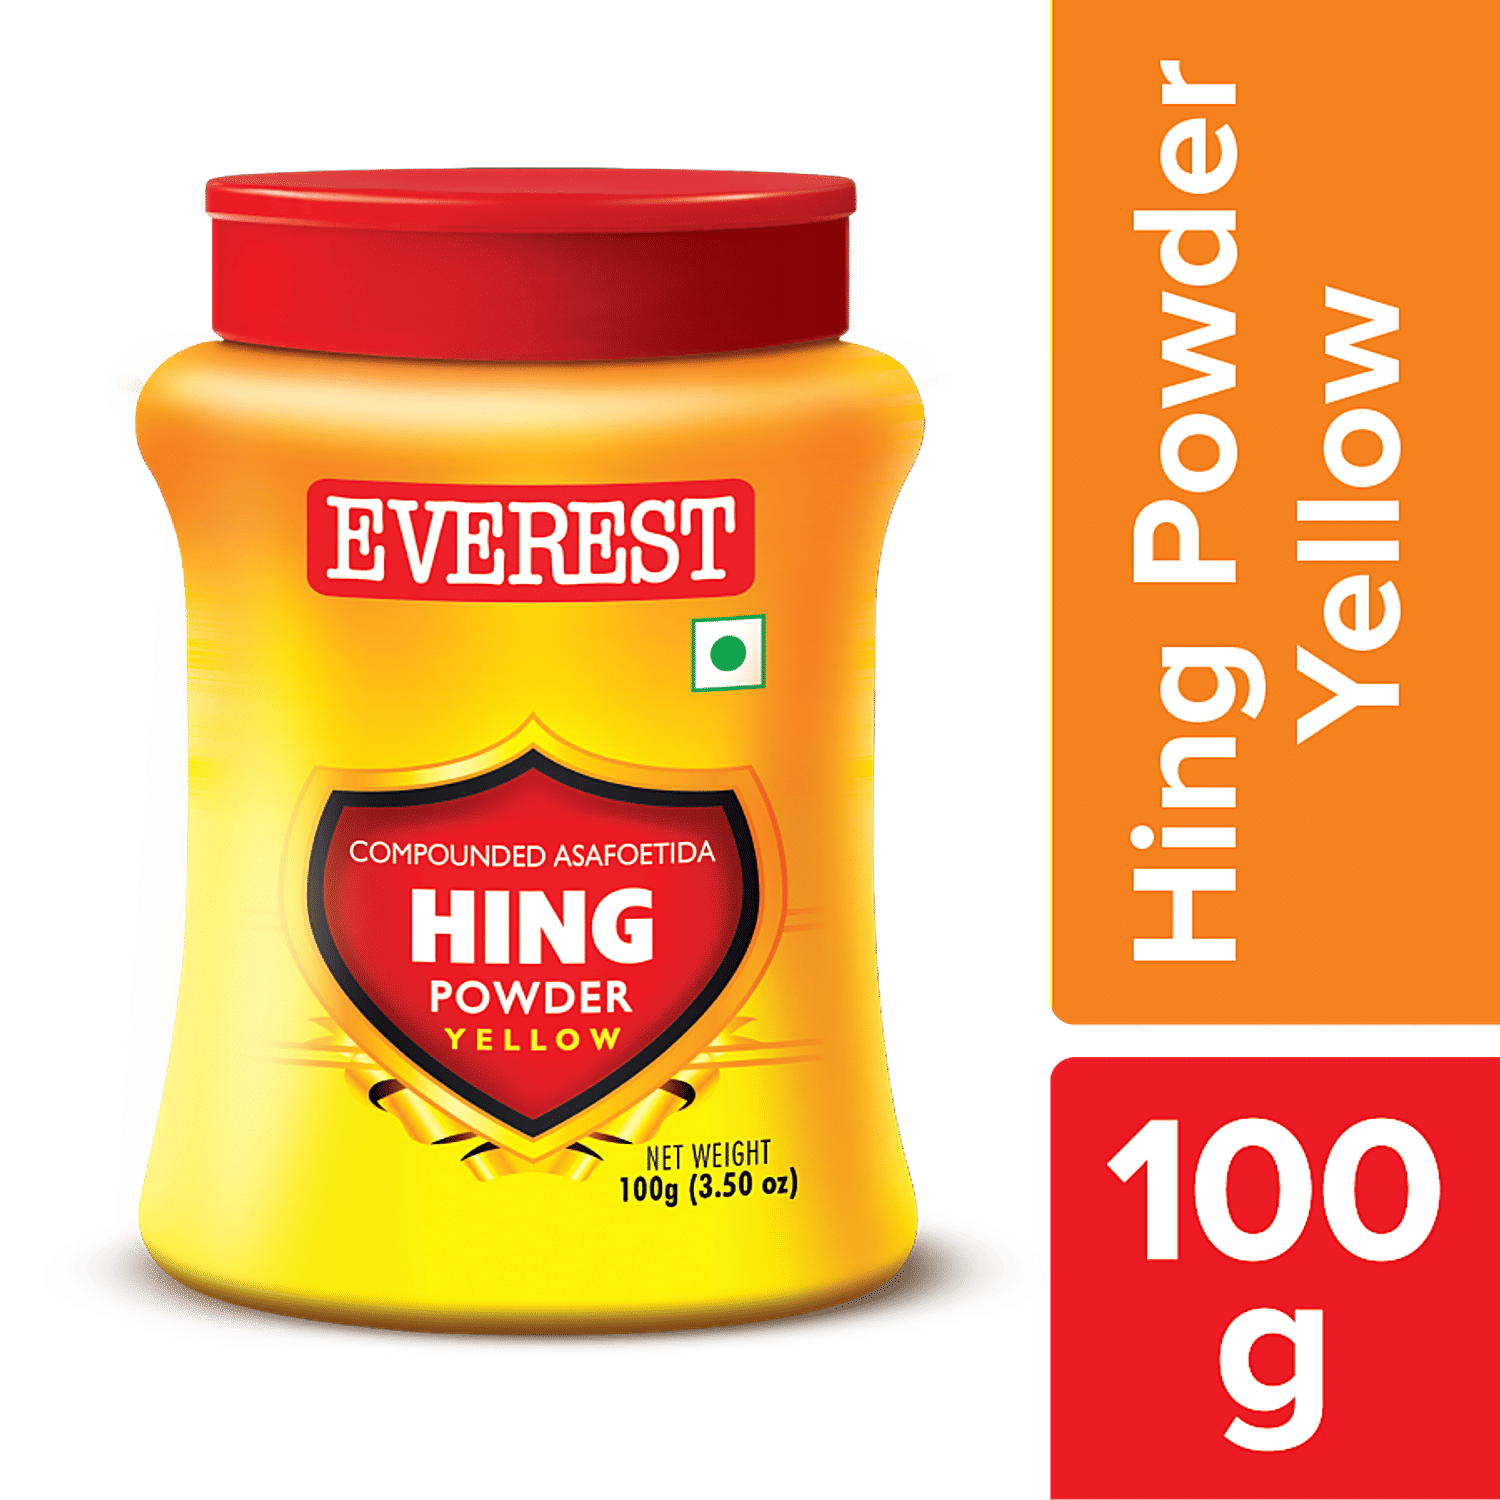 EVEREST
COMPOUNDED ASAFOETIDA
HING
POWDER
YELLOW
NET WEIGHT
100g (3.50 oz)
Hing Powder
Yellow
100
g